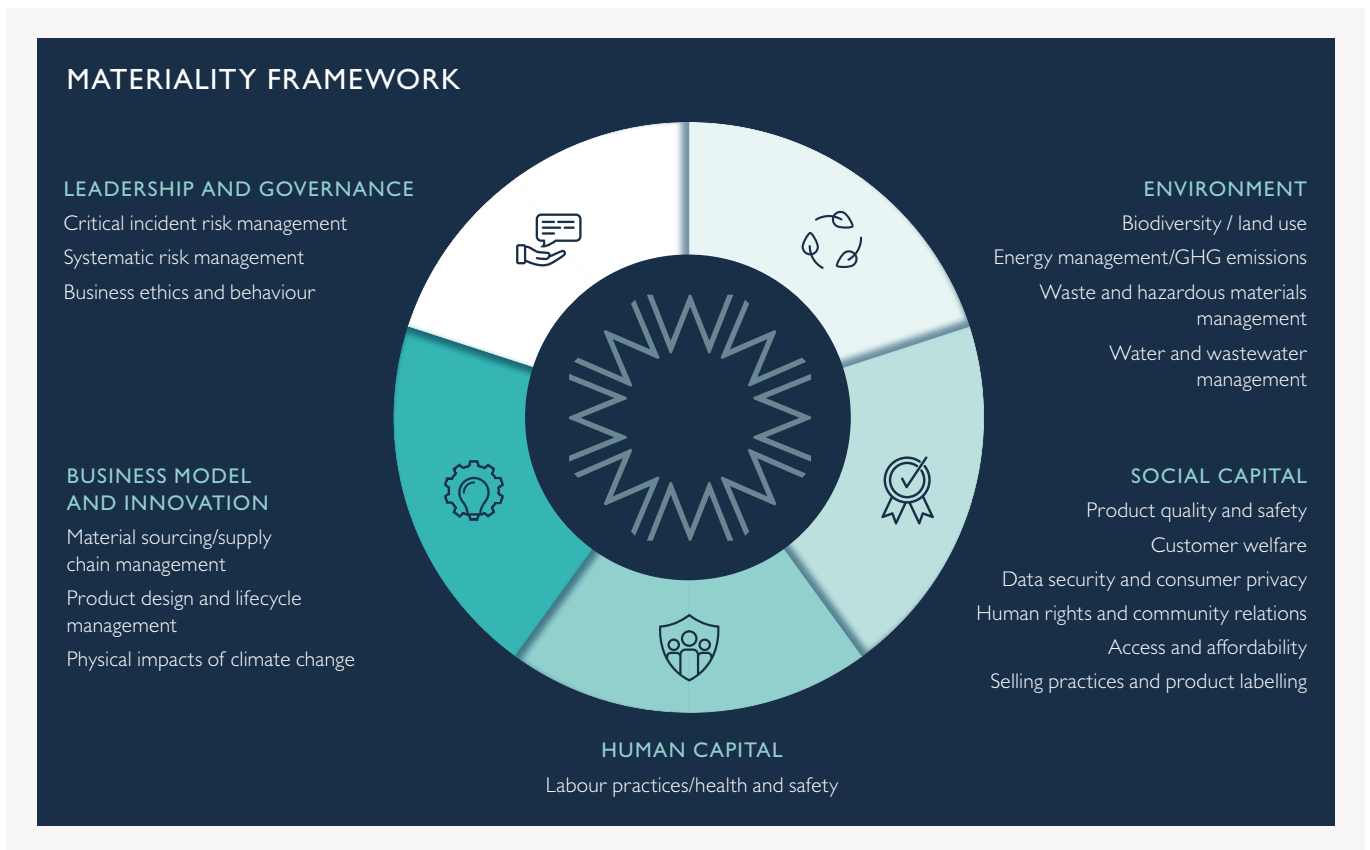 MATERIALITY FRAMEWORK
LEADERSHIP AND GOVERNANCE
Critical incident risk management
Systematic risk management
Business ethics and behaviour
ENVIRONMENT
Biodiversity / land use
Energy management/GHG emissions
Waste and hazardous materials
management
Water and wastewater
management
BUSINESS MODEL
AND INNOVATION
Material sourcing/supply
chain management
Product design and lifecycle
management
Physical impacts of climate change
SOCIAL CAPITAL
Product quality and safety
Customer welfare
Data security and consumer privacy
Human rights and community relations
Access and affordability
Selling practices and product labelling
HUMAN CAPITAL
Labour practices/health and safety